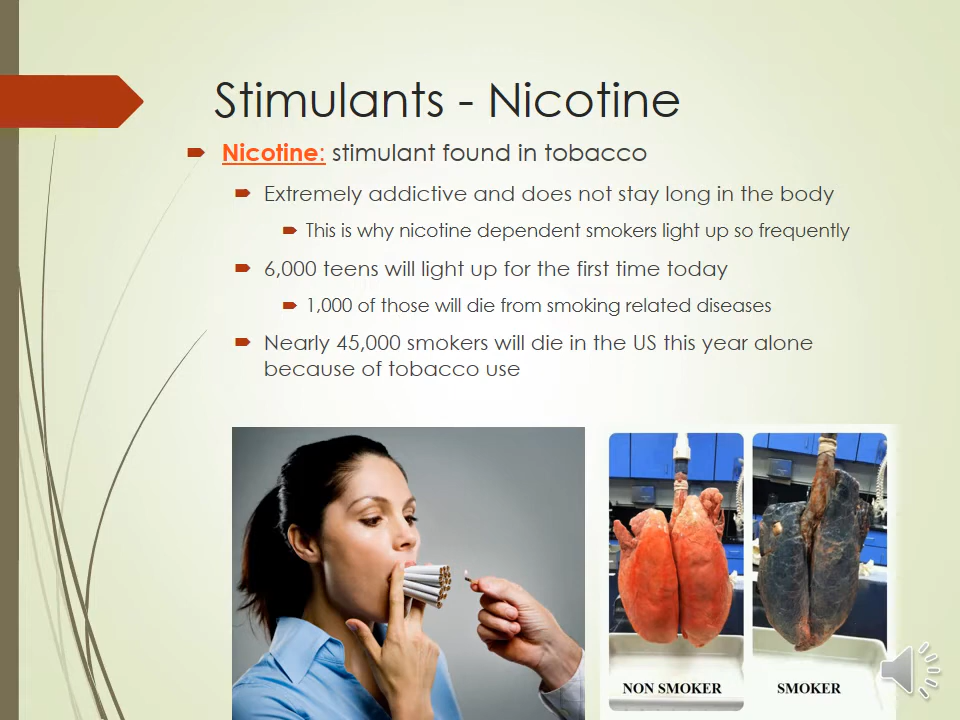 Stimulants - Nicotine
Nicotine: stimulant found in tobacco
Extremely addictive and does not stay long in the body
This is why nicotine dependent smokers light up so frequently
6,000 teens will light up for the first time today
1,000 of those will die from smoking related diseases
Nearly 45,000 smokers will die in the US this year alone
because of tobacco use
NON SMOKER
SMOKER